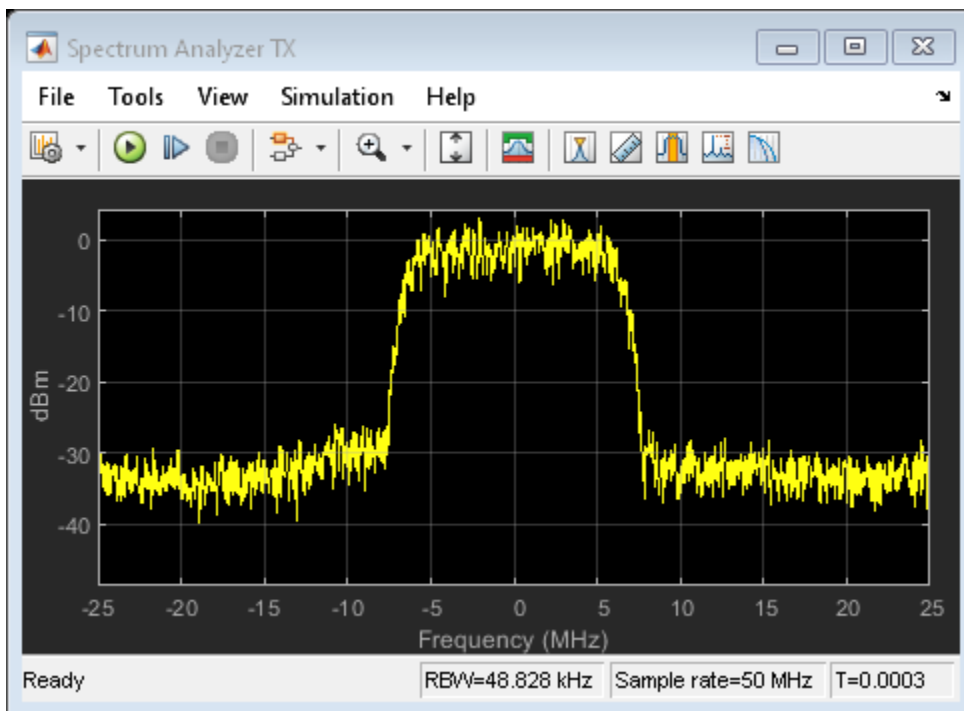 Spectrum Analyzer TX
File Tools View Simulation Help
0
-10
-20
-30
-40
dBm
-25 -20 -15 -10 -5 0 5 10 15 20 25
Frequency (MHz)
Ready RBW=48.828 kHz Sample rate=50 MHz T=0.0003